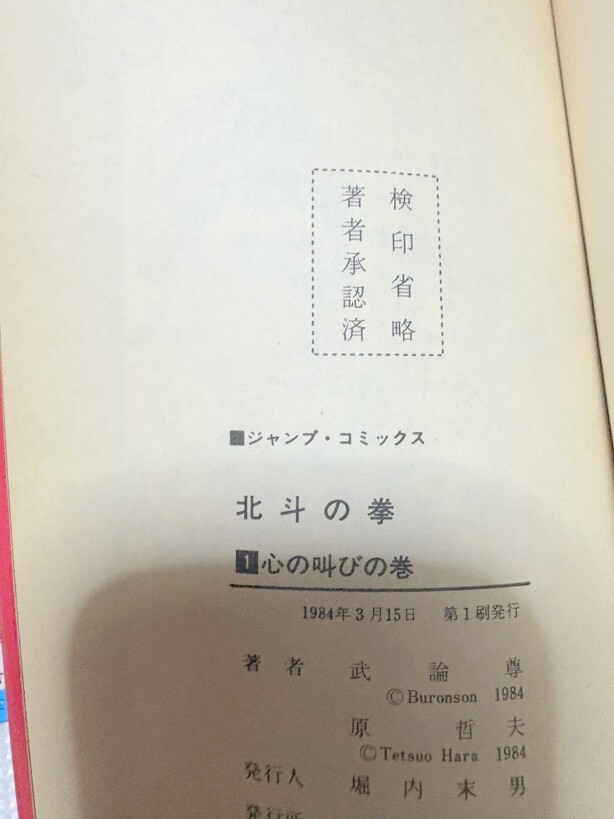 検印省略
著者承認済
ジャンプ・コミックス
北斗の拳
1心の叫びの巻
1984年3月15日 第1刷発行
著者 武論尊
©Buronson 1984
原哲夫
©Tetsuo Hara 1984
発行人 堀内末男